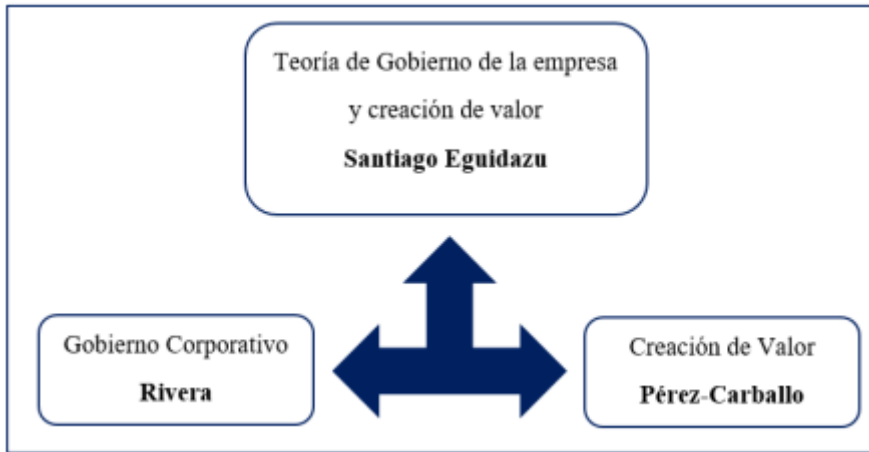 Teoría de Gobierno de la empresa
y creación de valor
Santiago Eguidazu
Gobierno Corporativo
Rivera
Creación de Valor
Pérez-Carballo